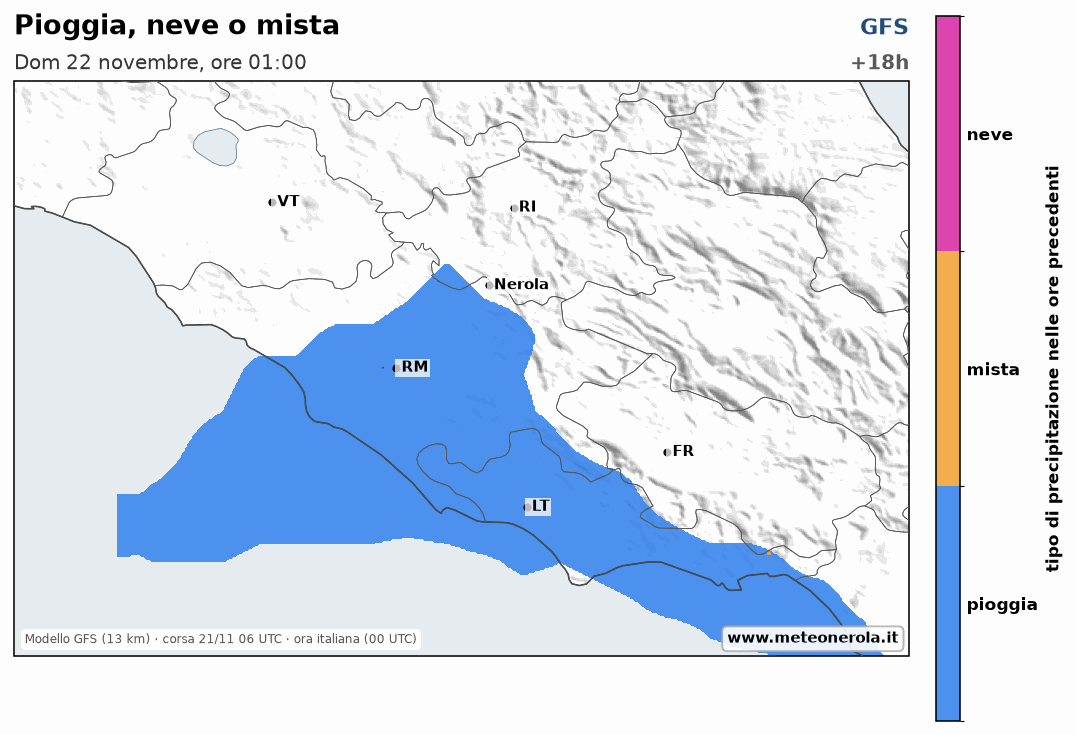 Pioggia, neve o mista
GFS
Dom 22 novembre, ore 01:00
+18h
neve
mista
pioggia
tipo di precipitazione nelle ore precedenti
VT
RI
Nerola
RM
FR
LT
Modello GFS (13 km) · corsa 21/11 06 UTC · ora italiana (00 UTC)
www.meteonerola.it